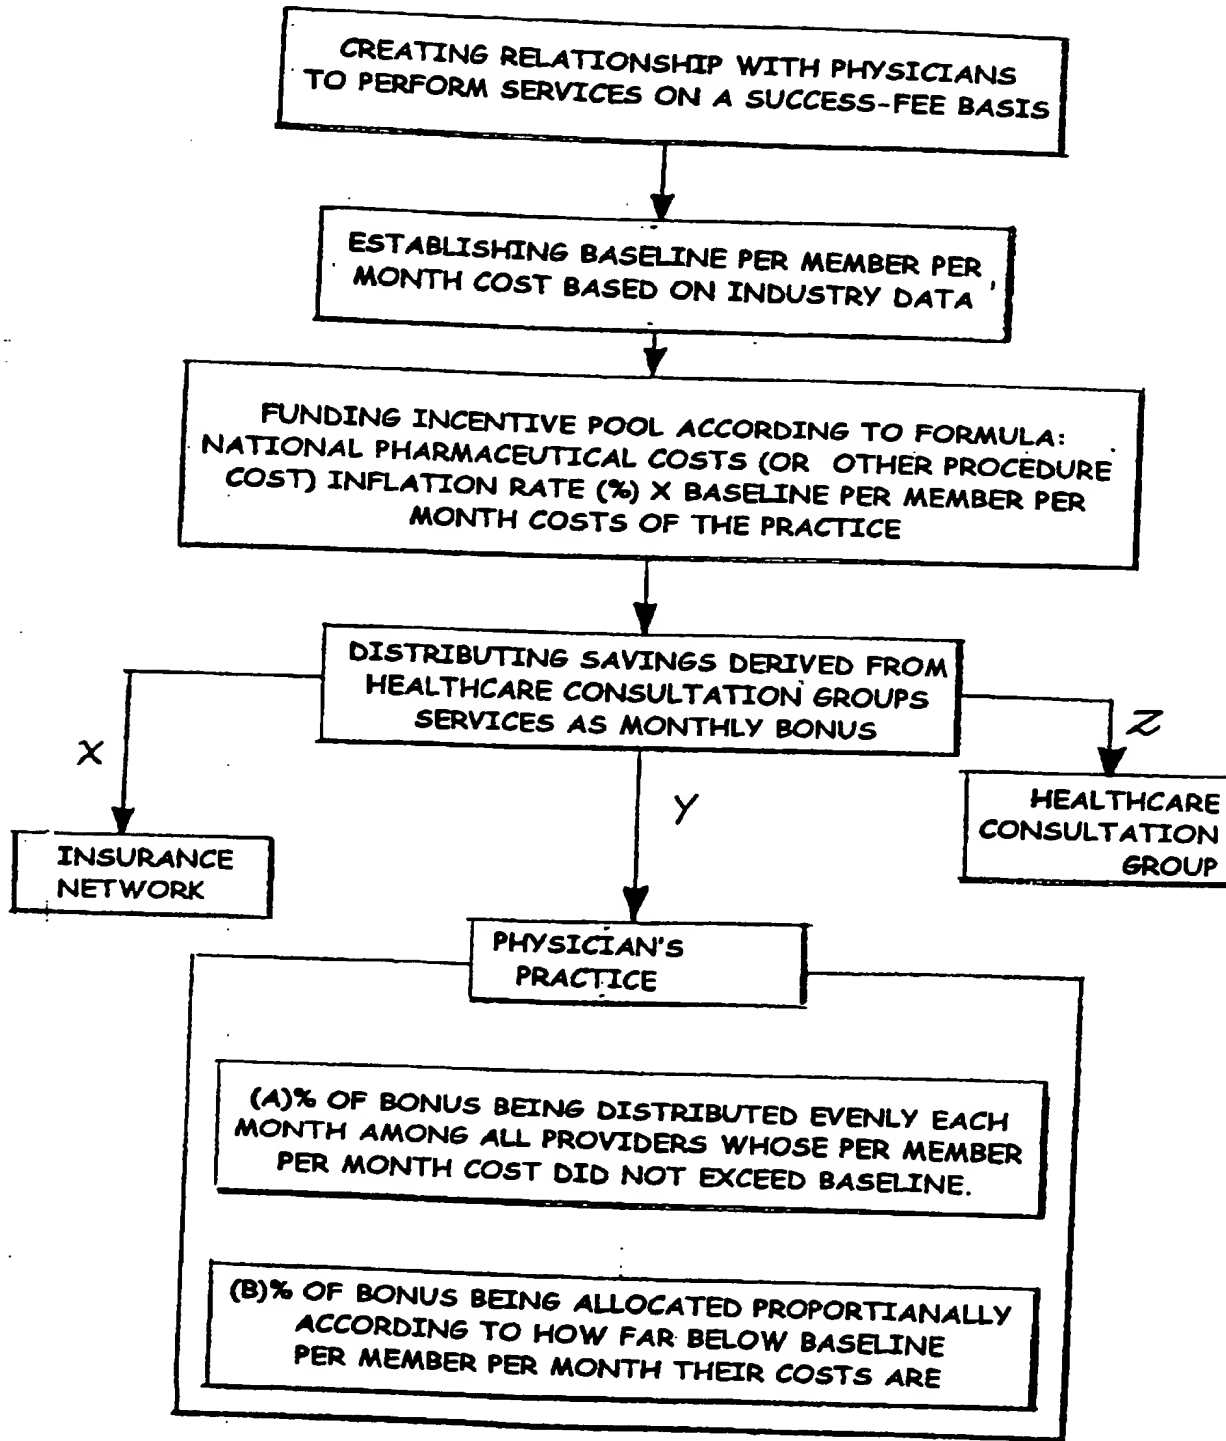 CREATING RELATIONSHIP WITH PHYSICIANS
TO PERFORM SERVICES ON A SUCCESS-FEE BASIS
ESTABLISHING BASELINE PER MEMBER PER
MONTH COST BASED ON INDUSTRY DATA
FUNDING INCENTIVE POOL ACCORDING TO FORMULA:
NATIONAL PHARMACEUTICAL COSTS (OR OTHER PROCEDURE
COST) INFLATION RATE (%) X BASELINE PER MEMBER PER
MONTH COSTS OF THE PRACTICE
DISTRIBUTING SAVINGS DERIVED FROM
HEALTHCARE CONSULTATION GROUPS
SERVICES AS MONTHLY BONUS
X
Y
Z
INSURANCE
NETWORK
HEALTHCARE
CONSULTATION
GROUP
PHYSICIAN'S
PRACTICE
(A)% OF BONUS BEING DISTRIBUTED EVENLY EACH
MONTH AMONG ALL PROVIDERS WHOSE PER MEMBER
PER MONTH COST DID NOT EXCEED BASELINE.
(B)% OF BONUS BEING ALLOCATED PROPORTIANALLY
ACCORDING TO HOW FAR BELOW BASELINE
PER MEMBER PER MONTH THEIR COSTS ARE